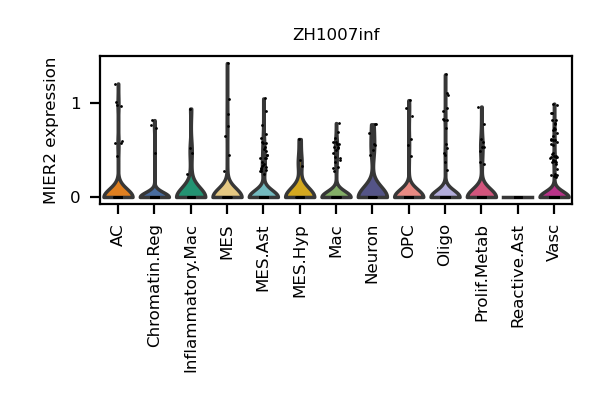 ZH1007inf
MIER2 expression
1
0
AC
Chromatin.Reg
Inflammatory.Mac
MES
MES.Ast
MES.Hyp
Mac
Neuron
OPC
Oligo
Prolif.Metab
Reactive.Ast
Vasc